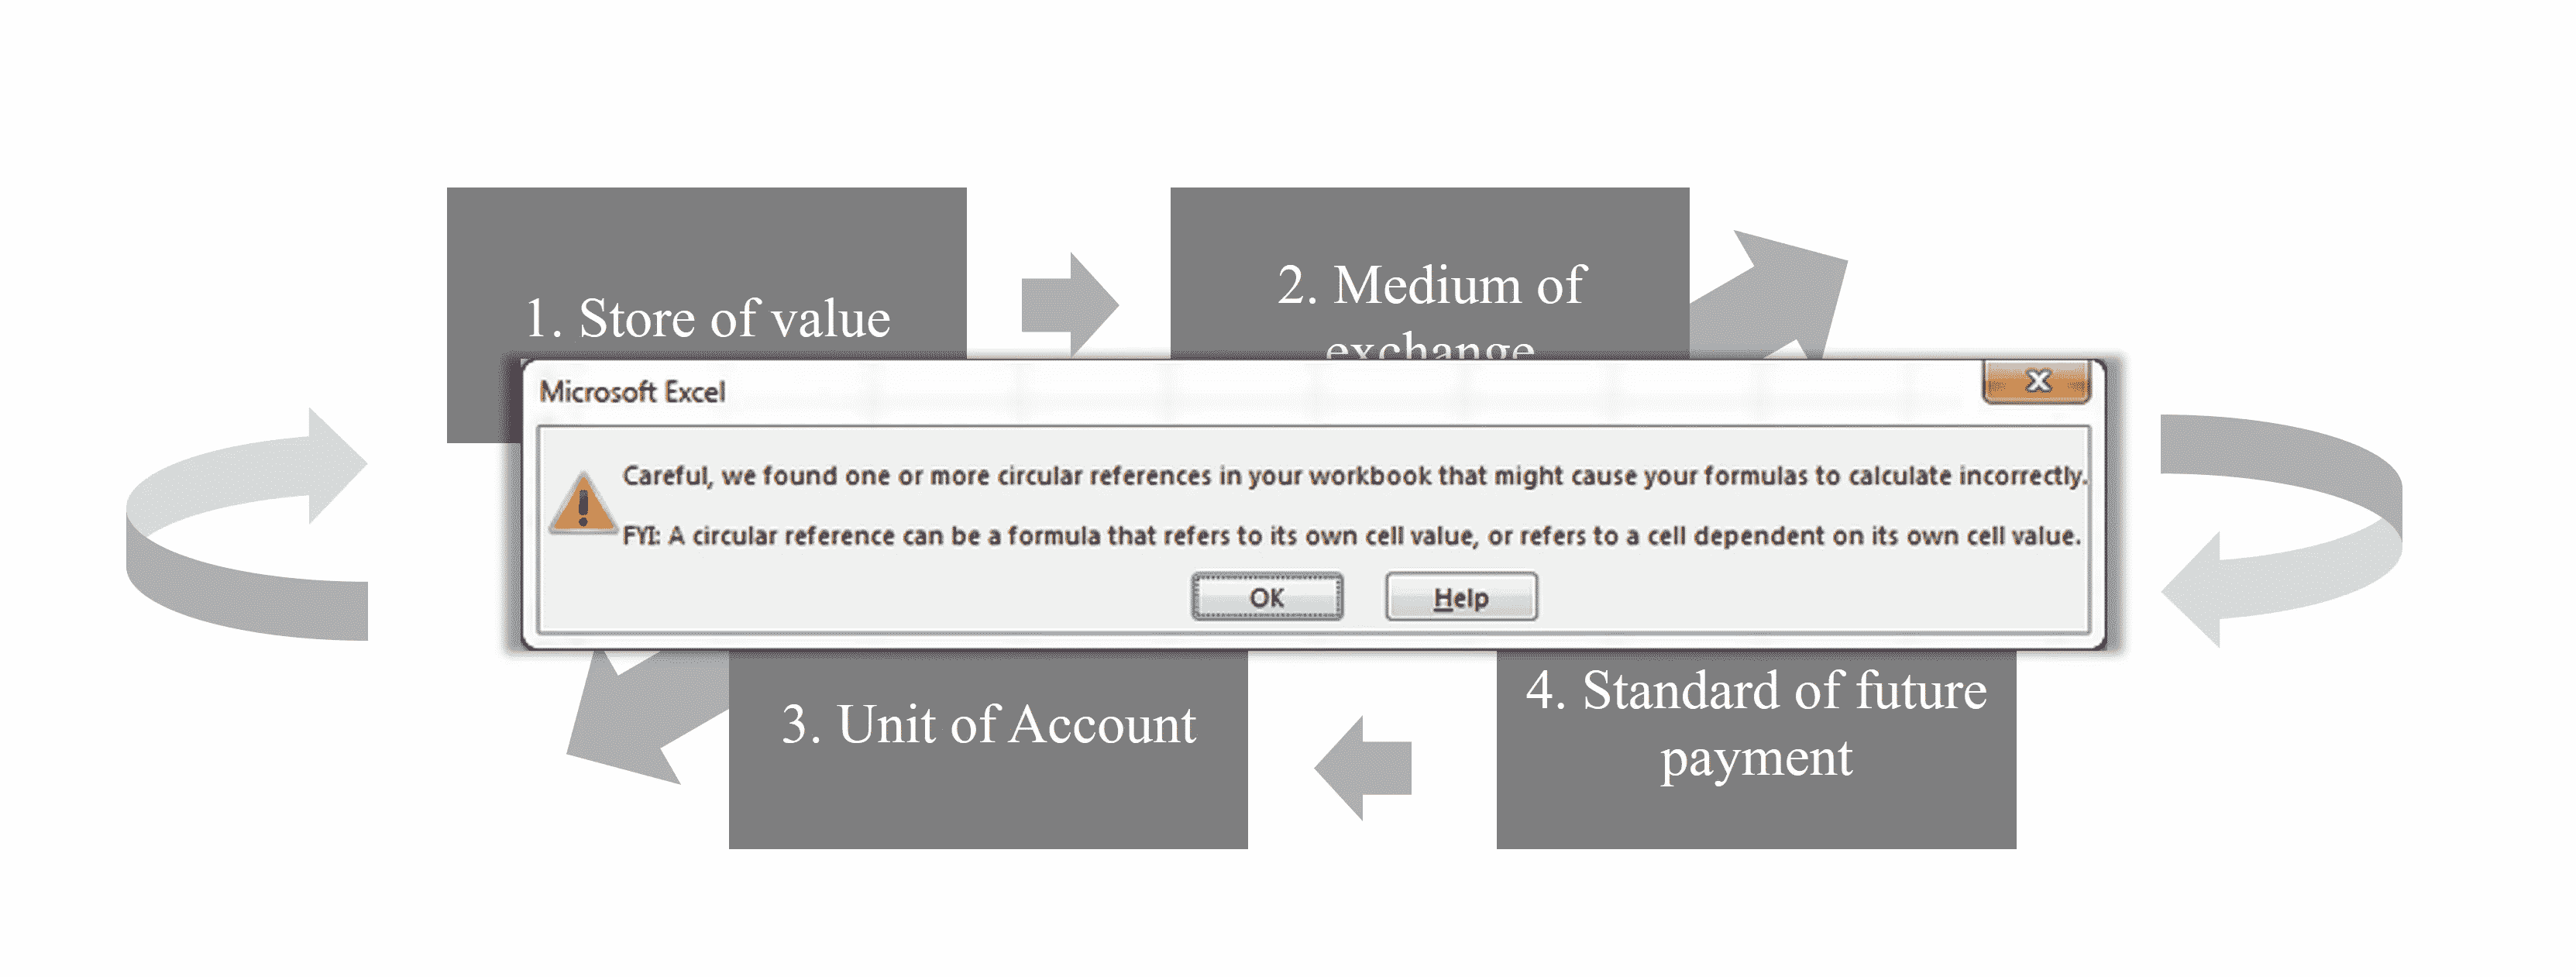 1. Store of value
2. Medium of
exchange
Microsoft Excel
Careful, we found one or more circular references in your workbook that might cause your formulas to calculate incorrectly.
FYI: A circular reference can be a formula that refers to its own cell value, or refers to a cell dependent on its own cell value.
OK
Help
3. Unit of Account
4. Standard of future
payment